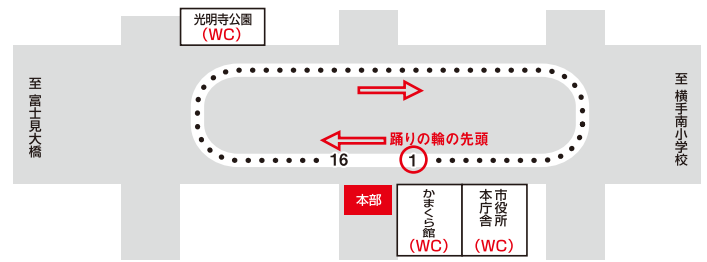 光明寺公園
(WC)
至 富士見大橋
至 横手南小学校
踊りの輪の先頭
16
1
本部
かまくら館
(WC)
市役所
本庁舎
(WC)